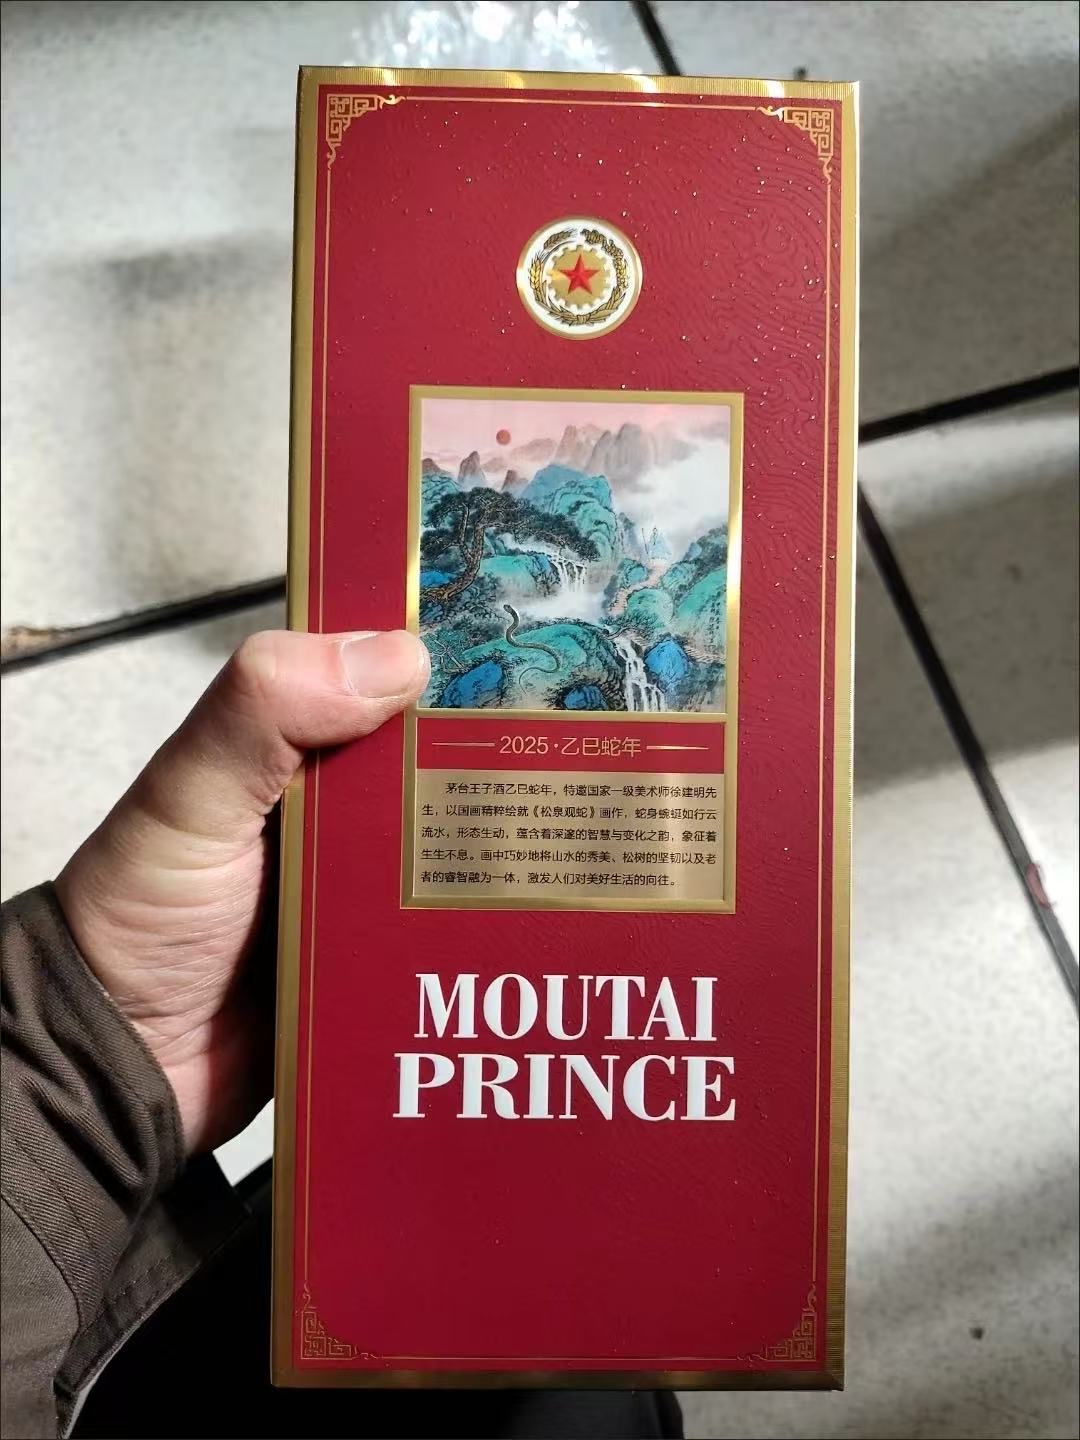 2025·乙巳蛇年
茅台王子酒乙巳蛇年，特邀国家一级美术师徐建明先
生，以国画精粹绘就《松泉观蛇》画作，蛇身蜿蜒如行云
流水，形态生动，蕴含着深邃的智慧与变化之韵，象征着
生生不息。画中巧妙地将山水的秀美、松树的坚韧以及老
者的睿智融为一体，激发人们对美好生活的向往。
MOUTAI
PRINCE